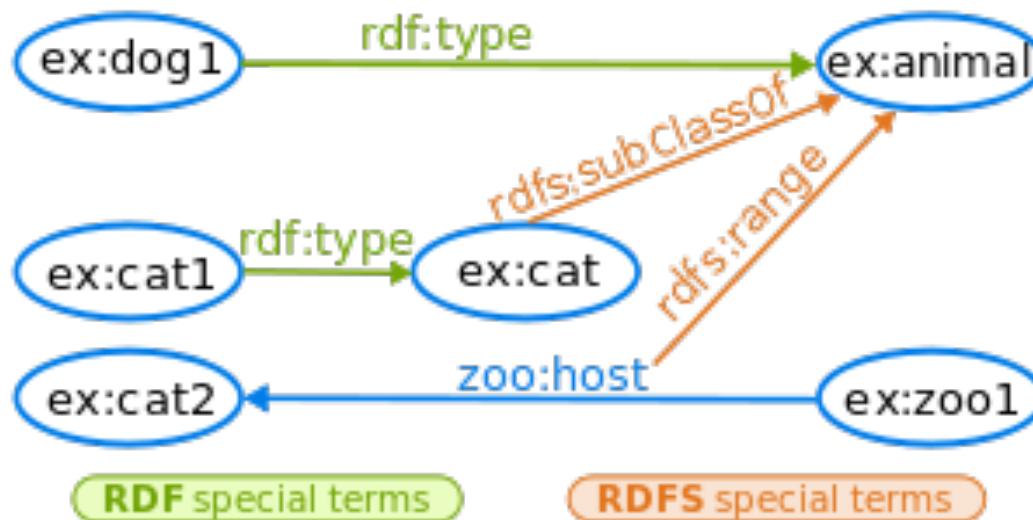 rdf:type
ex:dog1
ex:animal
rdfs:subClassOf
rdfs:range
rdf:type
ex:cat1
ex:cat
zoo:host
ex:cat2
ex:zoo1
RDF special terms
RDFS special terms